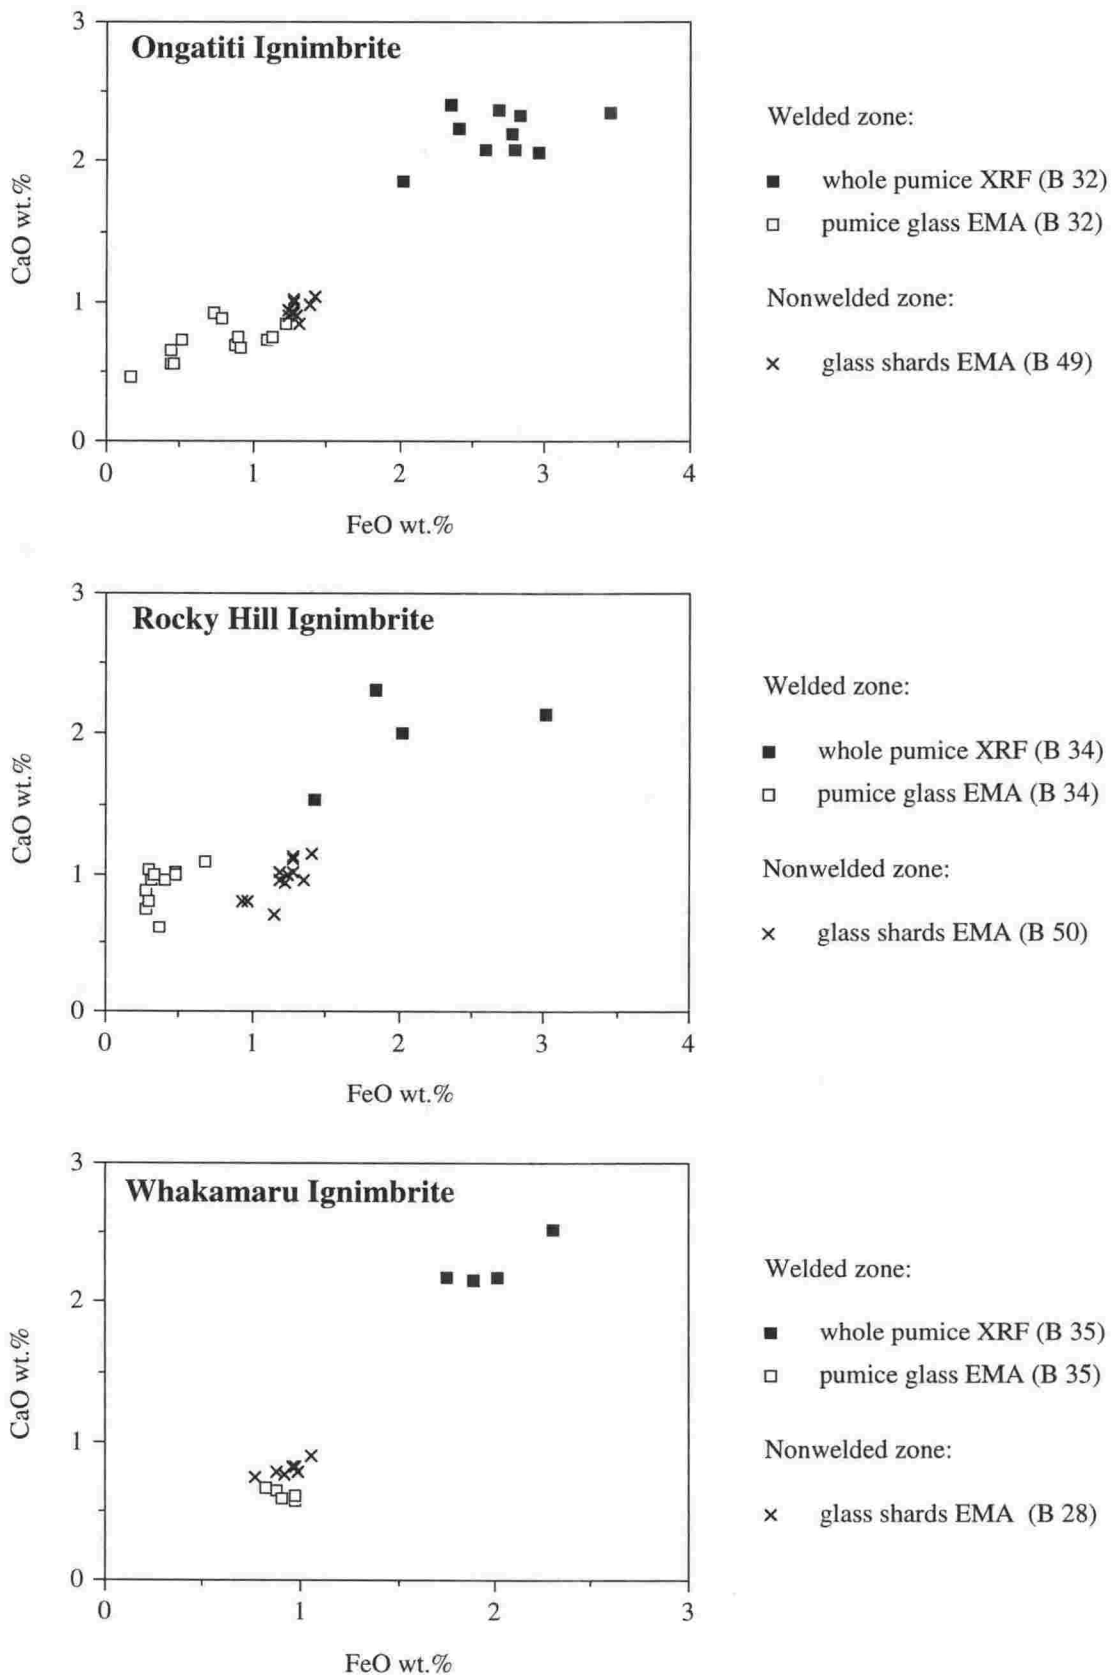 Ongatiti Ignimbrite
3
2
1
0
CaO wt.%
0 1 2 3 4
FeO wt.%
Welded zone:
whole pumice XRF (B 32)
pumice glass EMA (B 32)
Nonwelded zone:
glass shards EMA (B 49)
Rocky Hill Ignimbrite
3
2
1
0
CaO wt.%
0 1 2 3 4
FeO wt.%
Welded zone:
whole pumice XRF (B 34)
pumice glass EMA (B 34)
Nonwelded zone:
glass shards EMA (B 50)
Whakamaru Ignimbrite
3
2
1
0
CaO wt.%
0 1 2 3
FeO wt.%
Welded zone:
whole pumice XRF (B 35)
pumice glass EMA (B 35)
Nonwelded zone:
glass shards EMA (B 28)